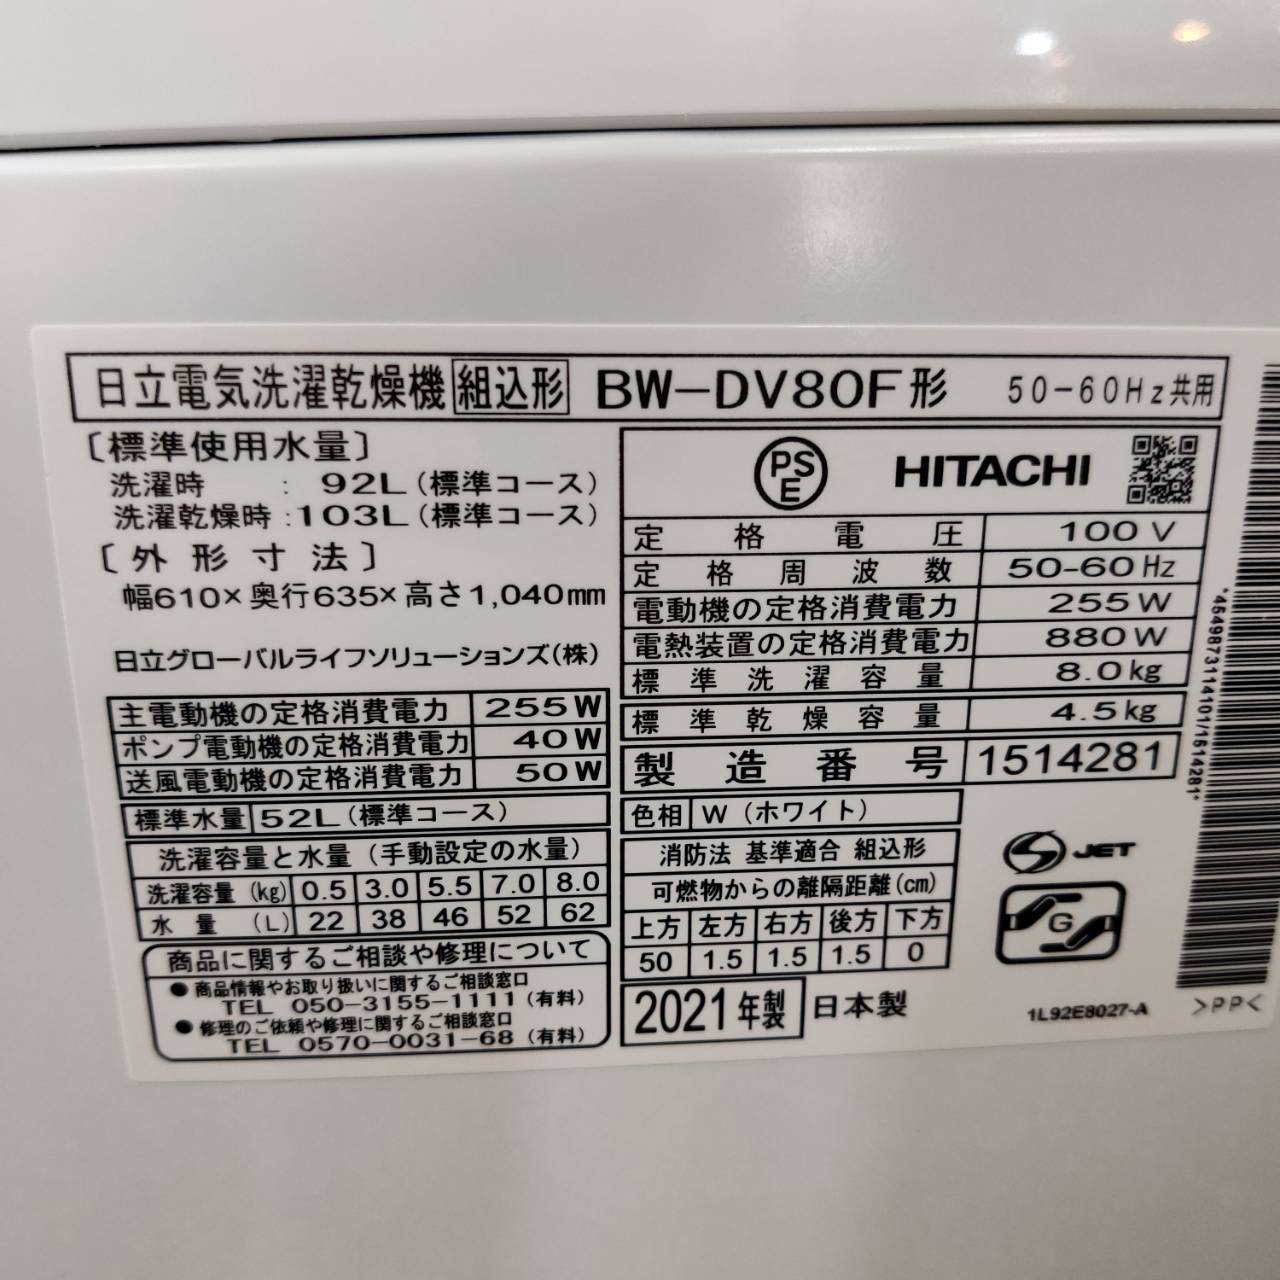 日立電気洗濯乾燥機 組込形 BW-DV80F形 50-60Hz共用
〔標準使用水量〕
洗濯時 : 92L(標準コース)
洗濯乾燥時:103L(標準コース)
〔外形寸法〕
幅610×奥行635×高さ1,040mm
日立グローバルライフソリューションズ(株)
主電動機の定格消費電力 255W
ポンプ電動機の定格消費電力 40W
送風電動機の定格消費電力 50W
標準水量 52L(標準コース)
洗濯容量と水量(手動設定の水量)
洗濯容量(kg) 0.5 3.0 5.5 7.0 8.0
水量(L) 22 38 46 52 62
商品に関するご相談や修理について
●商品情報やお取り扱いに関するご相談窓口
TEL 050-3155-1111(有料)
●修理のご依頼や修理に関するご相談窓口
TEL 0570-0031-68(有料)
PSE HITACHI
定格電圧 100V
定格周波数 50-60Hz
電動機の定格消費電力 255W
電熱装置の定格消費電力 880W
標準洗濯容量 8.0kg
標準乾燥容量 4.5kg
製造番号 1514281
色相 W(ホワイト)
消防法 基準適合 組込形
可燃物からの離隔距離(cm)
上方 左方 右方 後方 下方
50 1.5 1.5 1.5 0
2021年製 日本製
S JET
G
1L92E8027-A >PP<
*4549873114101/1514281*